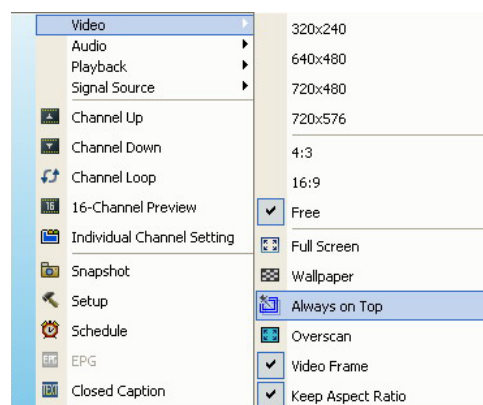 Video
Audio
Playback
Signal Source
Channel Up
Channel Down
Channel Loop
16-Channel Preview
Individual Channel Setting
Snapshot
Setup
Schedule
EPG
Closed Caption
320x240
640x480
720x480
720x576
4:3
16:9
Free
Full Screen
Wallpaper
Always on Top
Overscan
Video Frame
Keep Aspect Ratio